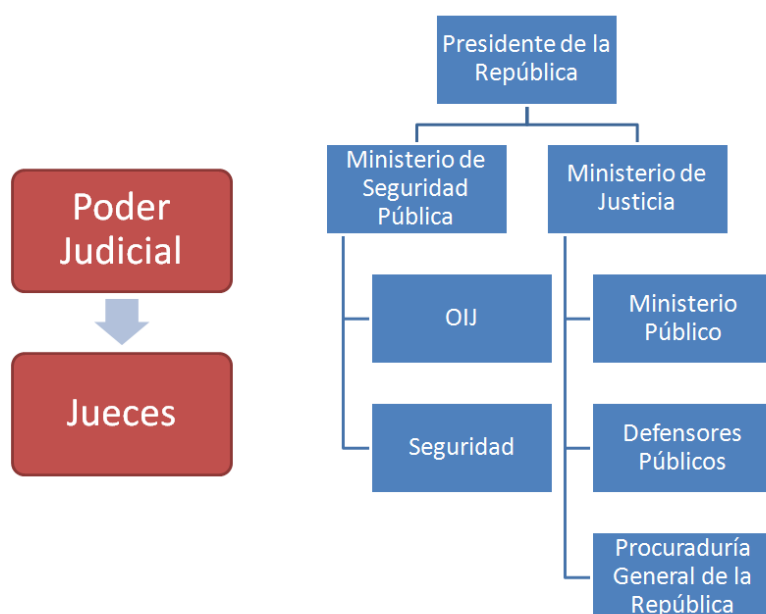 Poder
Judicial
Jueces
Presidente de la
República
Ministerio de
Seguridad
Pública
OIJ
Seguridad
Ministerio de
Justicia
Ministerio
Público
Defensores
Públicos
Procuraduría
General de la
República